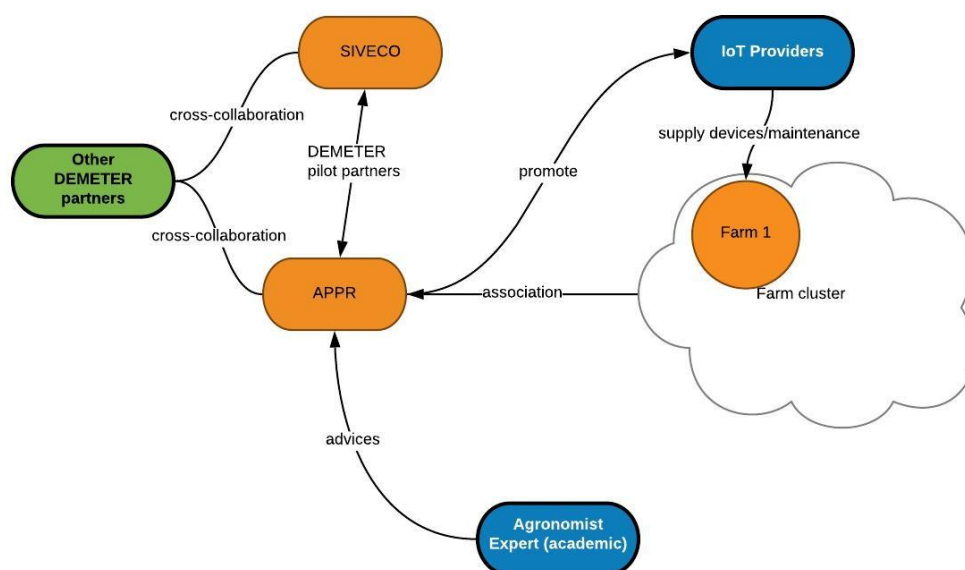 SIVECO
IoT Providers
cross-collaboration
supply devices/maintenance
Other
DEMETER
partners
DEMETER
pilot partners
promote
cross-collaboration
Farm 1
APPR
association
Farm cluster
advices
Agronomist
Expert (academic)